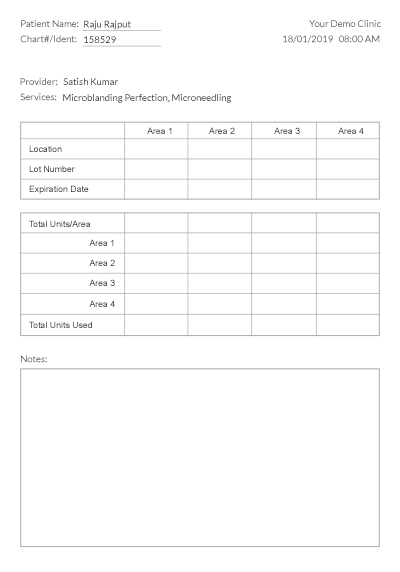 Patient Name: Raju Rajput Your Demo Clinic
Chart#/Ident: 158529 18/01/2019 08:00 AM
Provider: Satish Kumar
Services: Microblanding Perfection, Microneedling
Area 1 Area 2 Area 3 Area 4
Location
Lot Number
Expiration Date
Total Units/Area
Area 1
Area 2
Area 3
Area 4
Total Units Used
Notes: